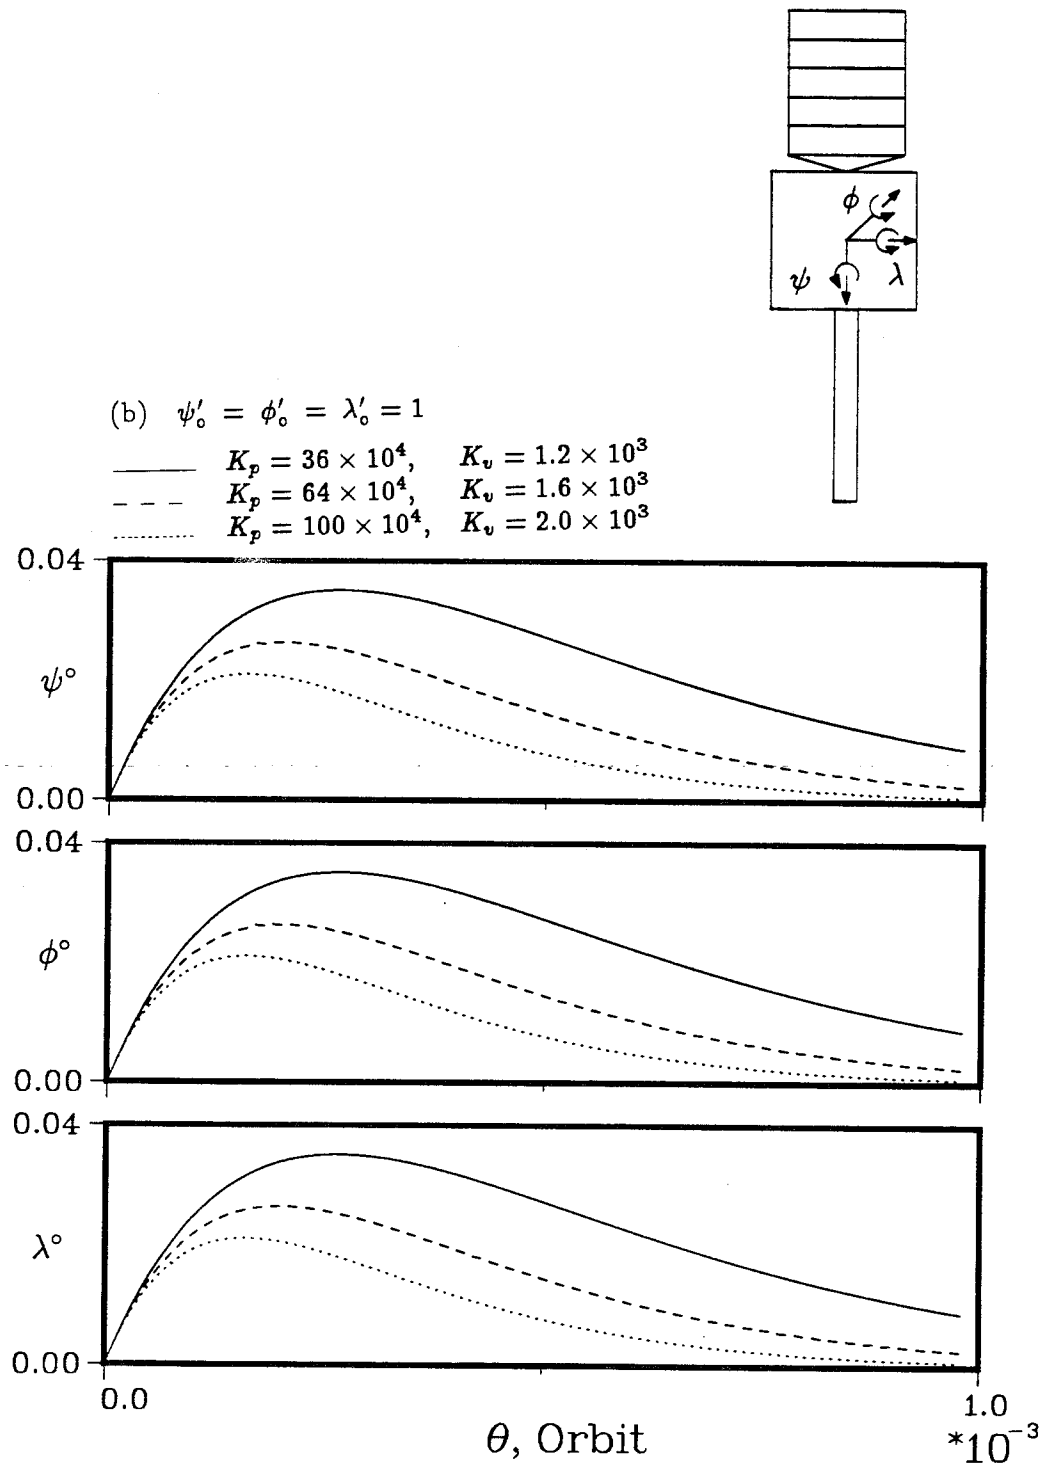 ϕ
ψ λ
(b) ψ′₀ = ϕ′₀ = λ′₀ = 1
K_p = 36 × 10⁴, K_v = 1.2 × 10³
K_p = 64 × 10⁴, K_v = 1.6 × 10³
K_p = 100 × 10⁴, K_v = 2.0 × 10³
0.04
ψ°
0.00
0.04
ϕ°
0.00
0.04
λ°
0.00
0.0 1.0
θ, Orbit *10⁻³